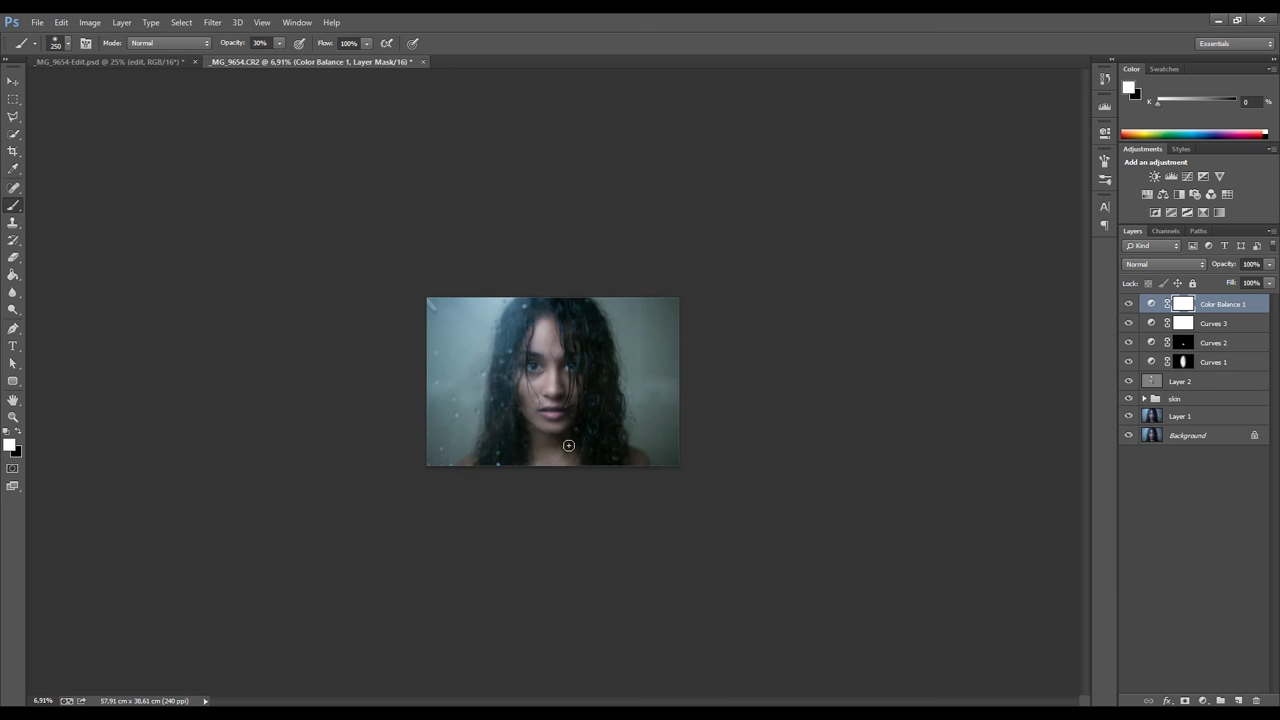 Ps File Edit Image Layer Type Select Filter 3D View Window Help
250 Mode: Normal Opacity: 30% Flow: 100% Essentials
_MG_9654-Edit.psd @ 25% (edit, RGB/16*) * × _MG_9654.CR2 @ 6,91% (Color Balance 1, Layer Mask/16) * ×
Color Swatches
K 0 %
Adjustments Styles
Add an adjustment
Layers Channels Paths
Kind
Normal Opacity: 100%
Lock: Fill: 100%
Color Balance 1
Curves 3
Curves 2
Curves 1
Layer 2
skin
Layer 1
Background
6,91% 57,91 cm x 38,61 cm (240 ppi)